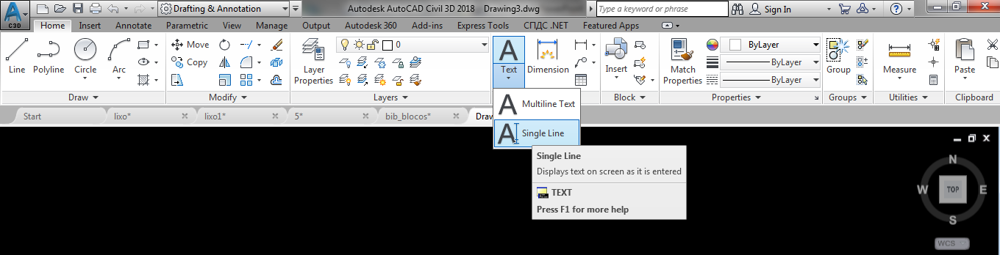 A
C3D
Drafting & Annotation
Autodesk AutoCAD Civil 3D 2018 Drawing3.dwg
Type a keyword or phrase
Sign In
Home Insert Annotate Parametric View Manage Output Autodesk 360 Add-ins Express Tools СПДС .NET Featured Apps
Line
Polyline
Circle
Arc
Draw
Move
Copy
Modify
Layer
Properties
0
Layers
A
Text
Dimension
Insert
Block
Match
Properties
ByLayer
ByLayer
ByLayer
Properties
Group
Groups
Measure
Utilities
Paste
Clipboard
A Multiline Text
A Single Line
Start
lixo*
lixo1*
5*
bib_blocos*
Single Line
Displays text on screen as it is entered
TEXT
Press F1 for more help
N
W TOP E
S
WCS